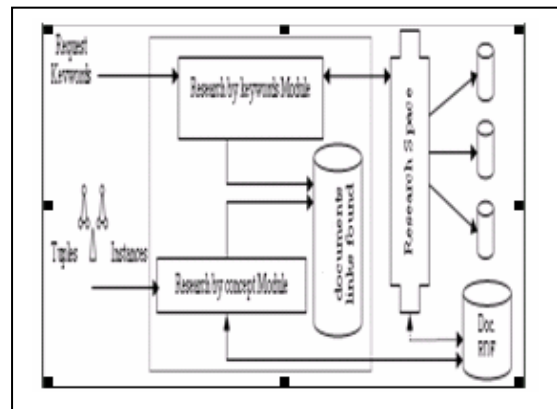 Request
Keywords
Research by keywords Module
Research Space
documents
links found
Tuples Instances
Research by concept Module
Doc
RDF